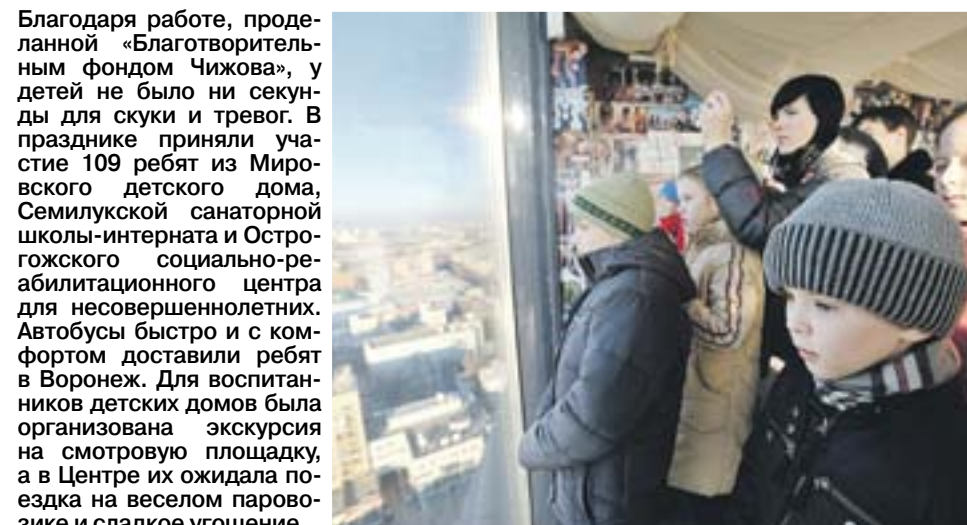 Благодаря работе, проде-
ланной «Благотворитель-
ным фондом Чижова», у
детей не было ни секун-
ды для скуки и тревог. В
празднике приняли уча-
стие 109 ребят из Миро-
вского детского дома,
Семилукской санаторной
школы-интерната и Остро-
гожского социально-ре-
абилитационного центра
для несовершеннолетних.
Автобусы быстро и с ком-
фортом доставили ребят
в Воронеж. Для воспитан-
ников детских домов была
организована экскурсия
на смотровую площадку,
а в Центре их ожидала по-
ездка на веселом парово-
зике и сладкое угощение